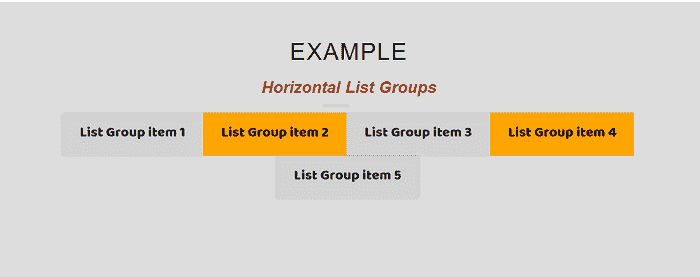 EXAMPLE
Horizontal List Groups
List Group item 1 List Group item 2 List Group item 3 List Group item 4
List Group item 5